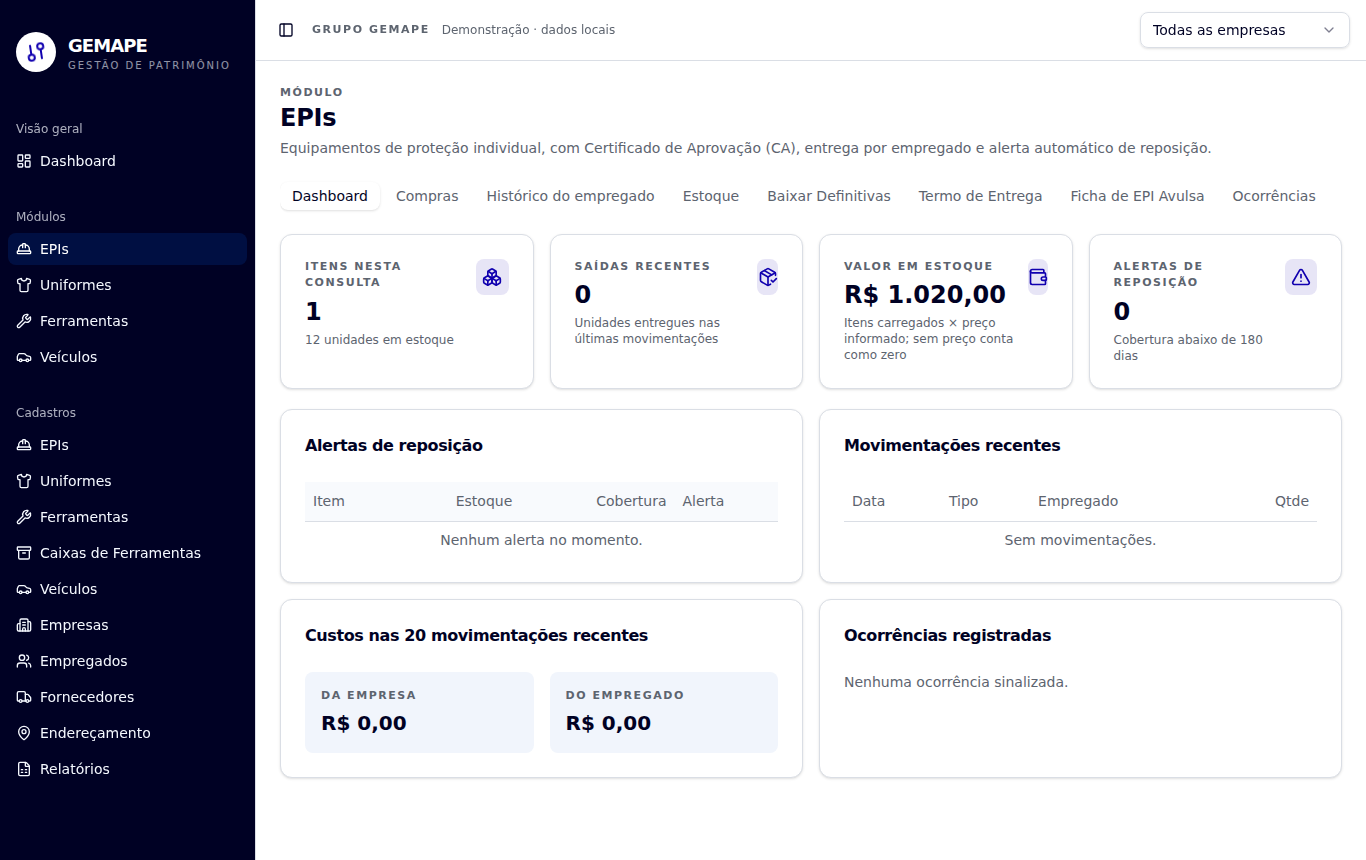 GEMAPE
GESTÃO DE PATRIMÔNIO
Visão geral
Dashboard
Módulos
EPIs
Uniformes
Ferramentas
Veículos
Cadastros
EPIs
Uniformes
Ferramentas
Caixas de Ferramentas
Veículos
Empresas
Empregados
Fornecedores
Endereçamento
Relatórios
GRUPO GEMAPE Demonstração · dados locais
Todas as empresas
MÓDULO
EPIs
Equipamentos de proteção individual, com Certificado de Aprovação (CA), entrega por empregado e alerta automático de reposição.
Dashboard Compras Histórico do empregado Estoque Baixar Definitivas Termo de Entrega Ficha de EPI Avulsa Ocorrências
ITENS NESTA
CONSULTA
1
12 unidades em estoque
SAÍDAS RECENTES
0
Unidades entregues nas
últimas movimentações
VALOR EM ESTOQUE
R$ 1.020,00
Itens carregados × preço
informado; sem preço conta
como zero
ALERTAS DE
REPOSIÇÃO
0
Cobertura abaixo de 180
dias
Alertas de reposição
Item Estoque Cobertura Alerta
Nenhum alerta no momento.
Movimentações recentes
Data Tipo Empregado Qtde
Sem movimentações.
Custos nas 20 movimentações recentes
DA EMPRESA
R$ 0,00
DO EMPREGADO
R$ 0,00
Ocorrências registradas
Nenhuma ocorrência sinalizada.